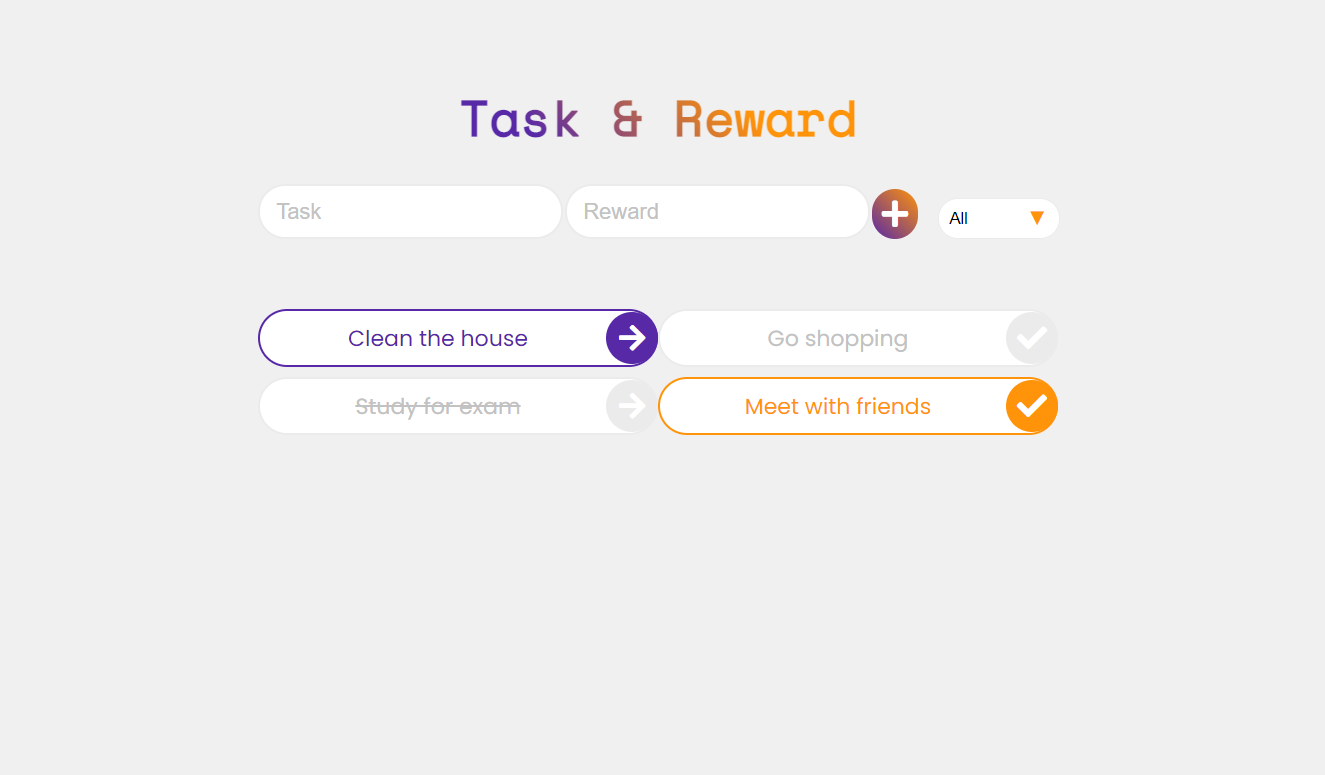 Task & Reward
Task Reward All
Clean the house Go shopping
Study for exam Meet with friends